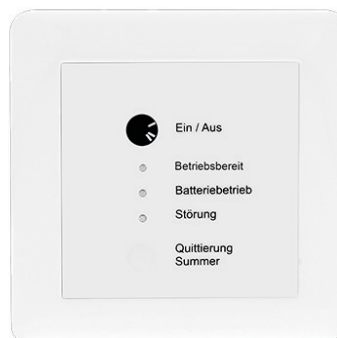 Ein / Aus
Betriebsbereit
Batteriebetrieb
Störung
Quittierung
Summer